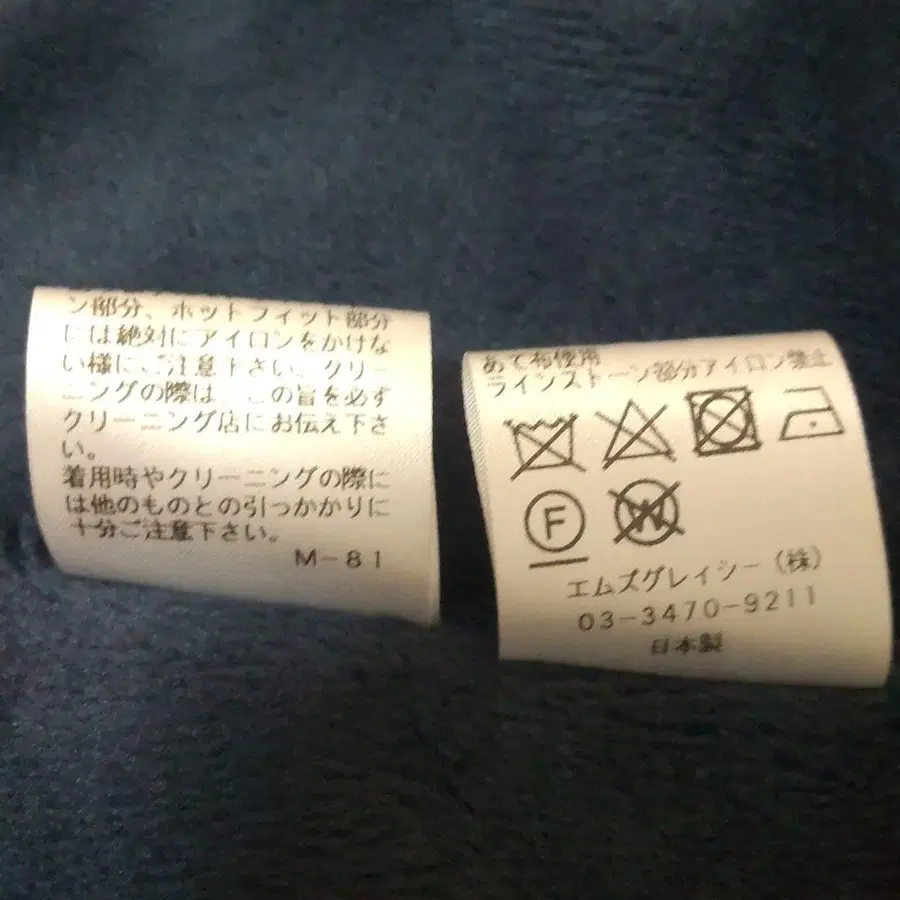 ン部分、ホットフィット部分
には絶対にアイロンをかけな
い様にご注意下さい。クリー
ニングの際は、この旨を必ず
クリーニング店にお伝え下さ
い。
着用時やクリーニングの際に
は他のものとの引っかかりに
十分ご注意下さい。
M-81
あて布使用
ラインストーン部分アイロン禁止
F
W
エムズグレイシー(株)
03-3470-9211
日本製